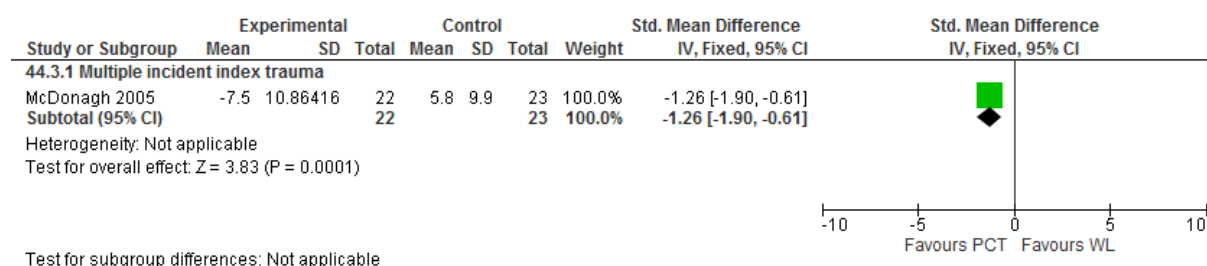 Experimental Control Std. Mean Difference Std. Mean Difference
Study or Subgroup Mean SD Total Mean SD Total Weight IV, Fixed, 95% CI IV, Fixed, 95% CI
44.3.1 Multiple incident index trauma
McDonagh 2005 -7.5 10.86416 22 5.8 9.9 23 100.0% -1.26 [-1.90, -0.61]
Subtotal (95% CI) 22 23 100.0% -1.26 [-1.90, -0.61]
Heterogeneity: Not applicable
Test for overall effect: Z = 3.83 (P = 0.0001)
-10 -5 0 5 10
Favours PCT Favours WL
Test for subgroup differences: Not applicable